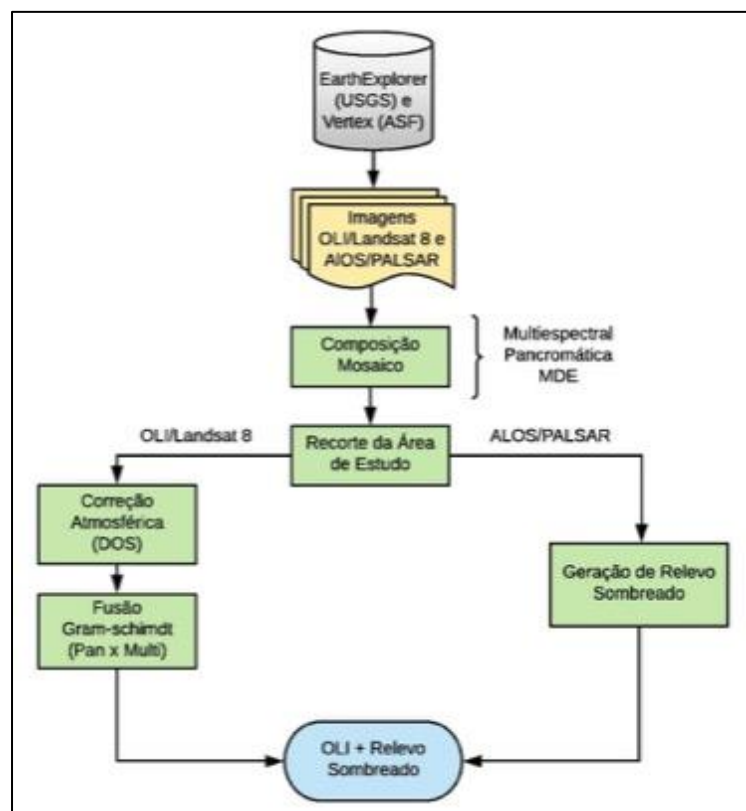 EarthExplorer
(USGS) e
Vertex (ASF)
Imagens
OLI/Landsat 8 e
AlOS/PALSAR
Composição
Mosaico
Multiespectral
Pancromática
MDE
OLI/Landsat 8
Recorte da Área
de Estudo
ALOS/PALSAR
Correção
Atmosférica
(DOS)
Fusão
Gram-schimdt
(Pan x Multi)
Geração de Relevo
Sombreado
OLI + Relevo
Sombreado